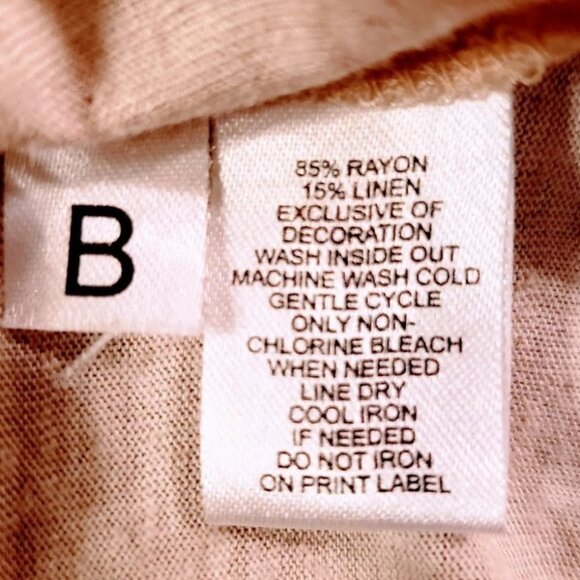 B
85% RAYON
15% LINEN
EXCLUSIVE OF
DECORATION
WASH INSIDE OUT
MACHINE WASH COLD
GENTLE CYCLE
ONLY NON-
CHLORINE BLEACH
WHEN NEEDED
LINE DRY
COOL IRON
IF NEEDED
DO NOT IRON
ON PRINT LABEL